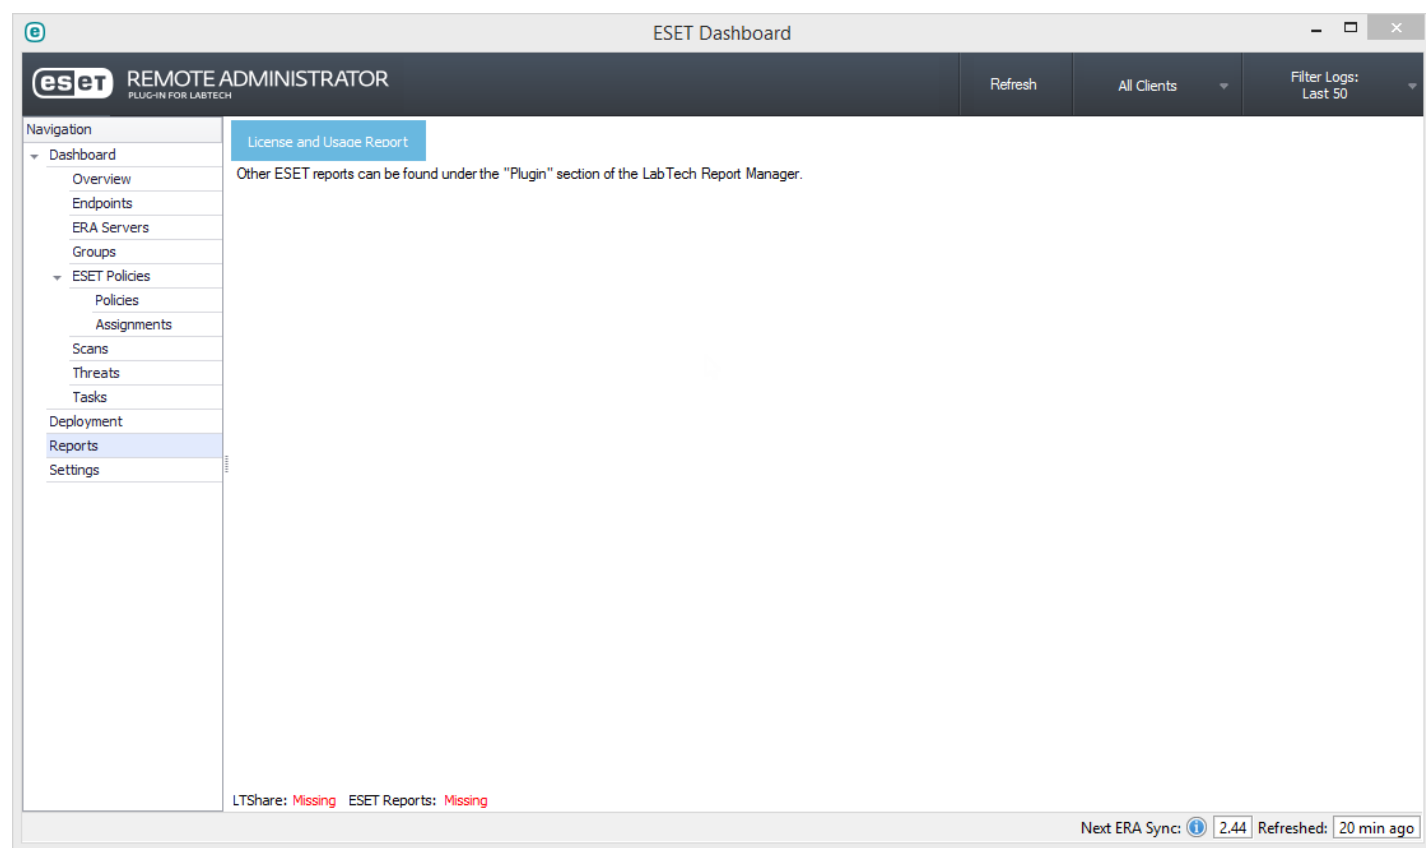 ESET Dashboard
eset REMOTE ADMINISTRATOR
PLUG-IN FOR LABTECH
Refresh
All Clients
Filter Logs:
Last 50
Navigation
Dashboard
Overview
Endpoints
ERA Servers
Groups
ESET Policies
Policies
Assignments
Scans
Threats
Tasks
Deployment
Reports
Settings
License and Usage Report
Other ESET reports can be found under the "Plugin" section of the LabTech Report Manager.
LTShare: Missing ESET Reports: Missing
Next ERA Sync: 2.44 Refreshed: 20 min ago